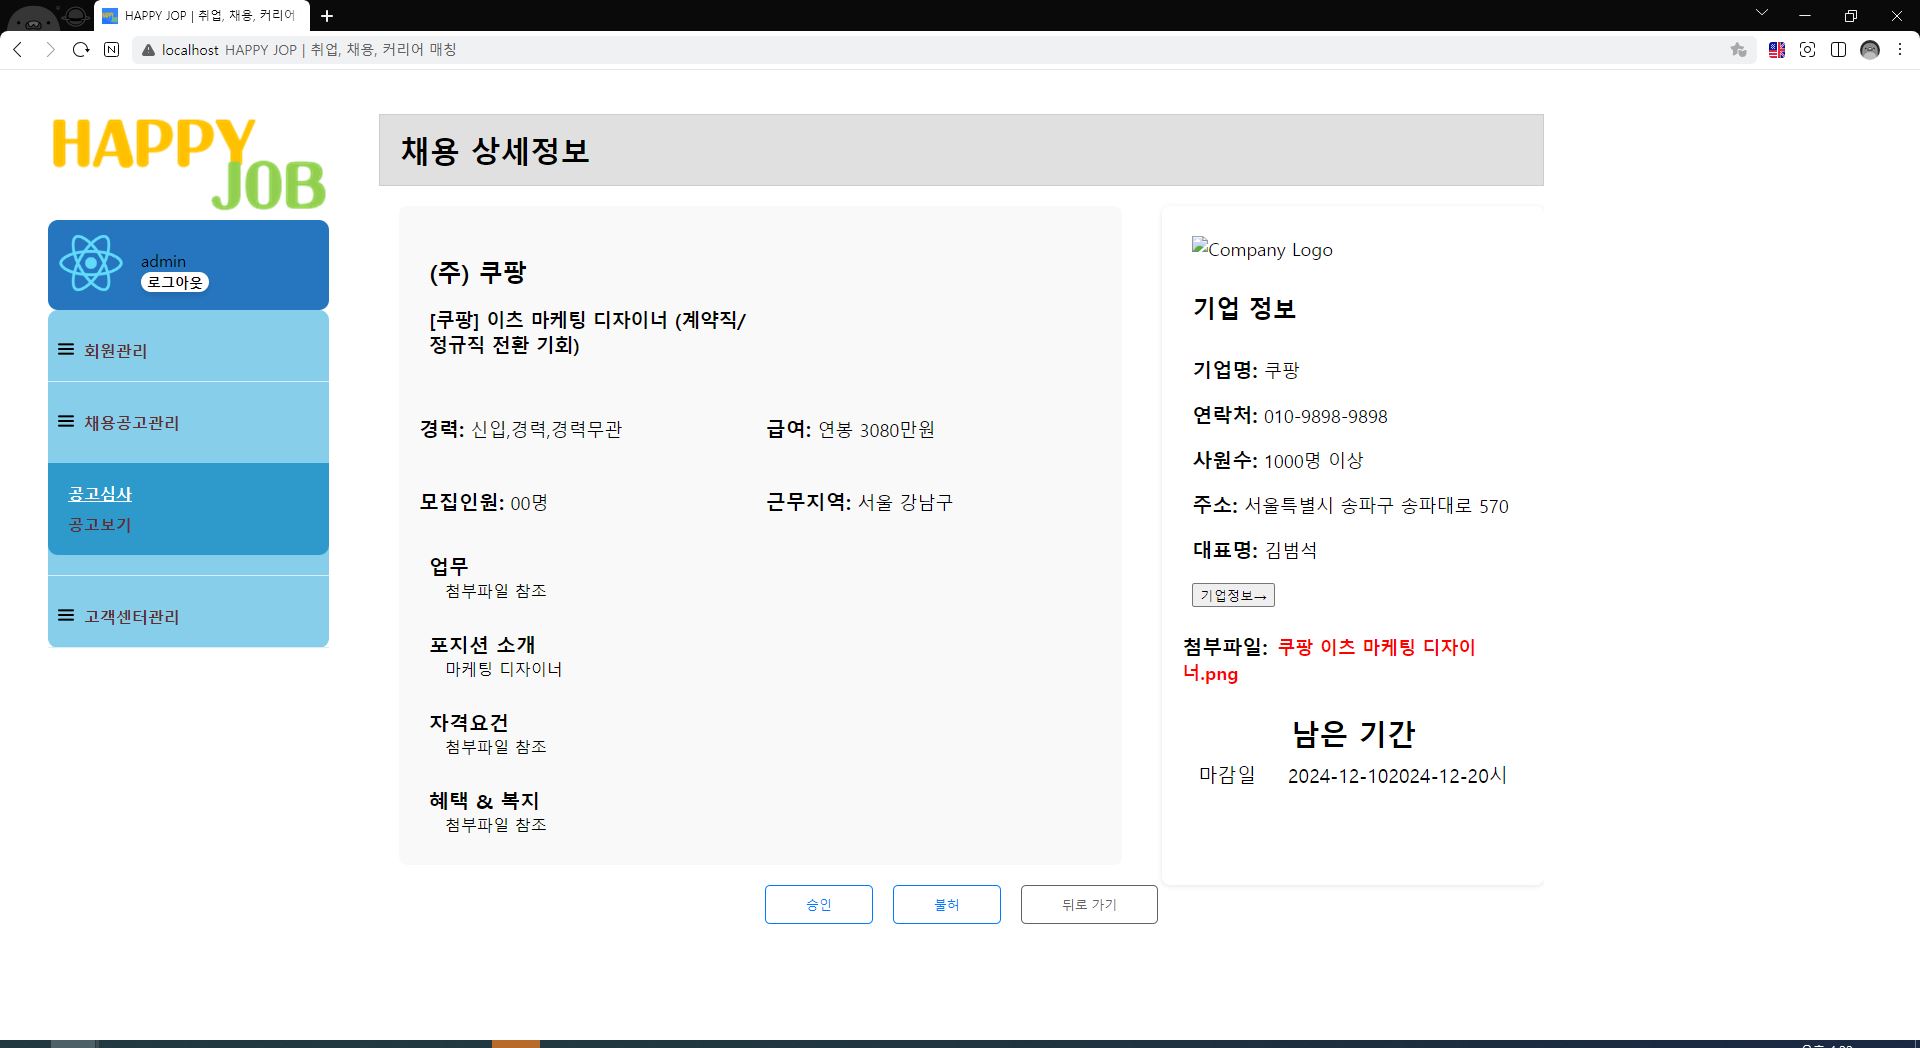 HAPPY JOP | 취업, 채용, 커리어
localhost HAPPY JOP | 취업, 채용, 커리어 매칭
HAPPY
JOB
admin
로그아웃
회원관리
채용공고관리
공고심사
공고보기
고객센터관리
채용 상세정보
(주) 쿠팡
[쿠팡] 이츠 마케팅 디자이너 (계약직/
정규직 전환 기회)
경력: 신입,경력,경력무관
급여: 연봉 3080만원
모집인원: 00명
근무지역: 서울 강남구
업무
첨부파일 참조
포지션 소개
마케팅 디자이너
자격요건
첨부파일 참조
혜택 & 복지
첨부파일 참조
Company Logo
기업 정보
기업명: 쿠팡
연락처: 010-9898-9898
사원수: 1000명 이상
주소: 서울특별시 송파구 송파대로 570
대표명: 김범석
기업정보→
첨부파일: 쿠팡 이츠 마케팅 디자이
너.png
남은 기간
마감일 2024-12-102024-12-20시
승인
불허
뒤로 가기